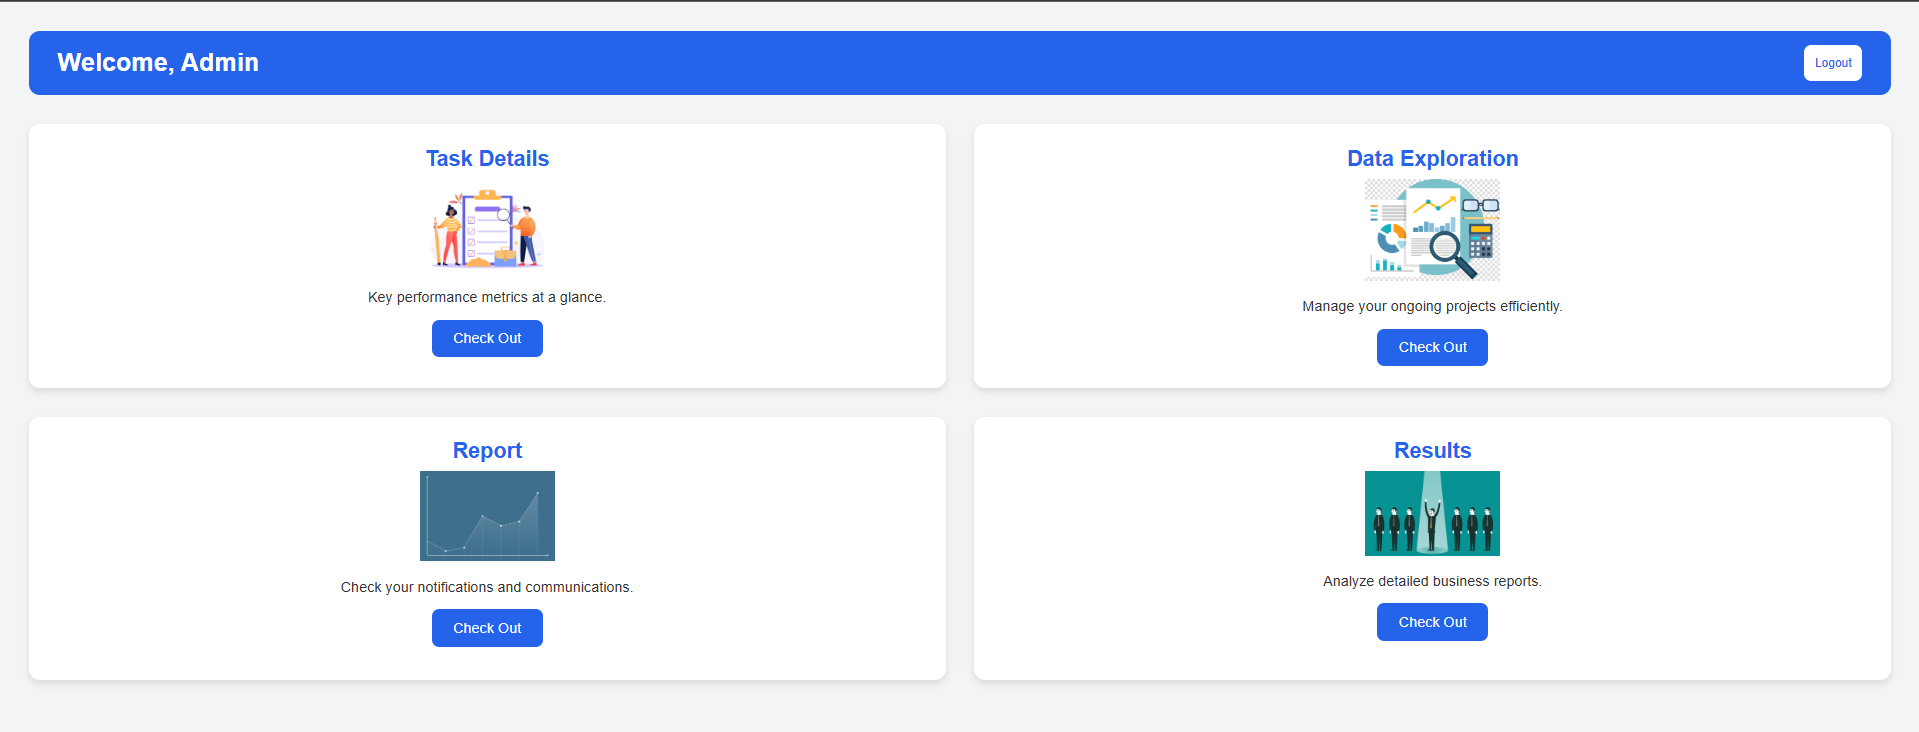 Welcome, Admin
Logout
Task Details
Key performance metrics at a glance.
Check Out
Data Exploration
Manage your ongoing projects efficiently.
Check Out
Report
Check your notifications and communications.
Check Out
Results
Analyze detailed business reports.
Check Out